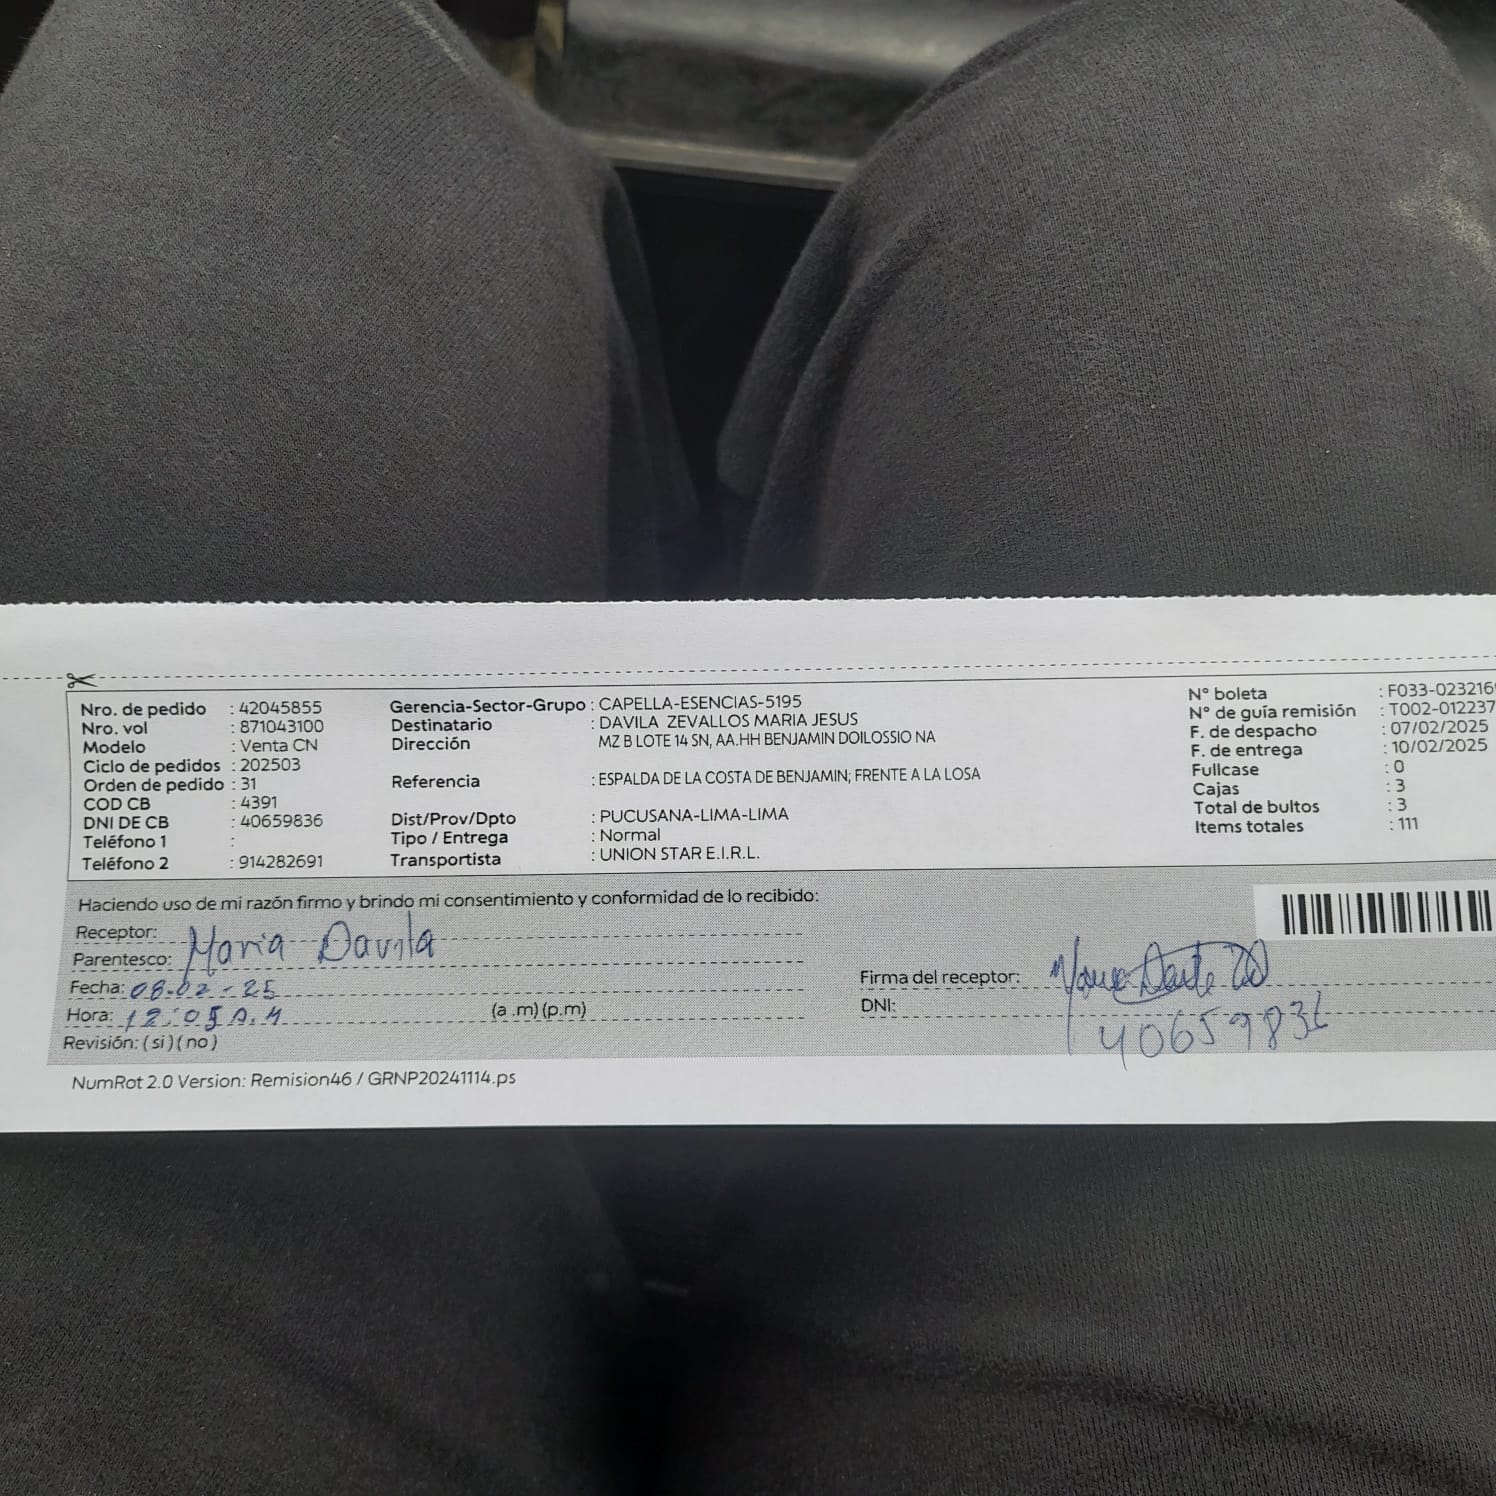 Nro. de pedido : 42045855
Nro. vol : 871043100
Modelo : Venta CN
Ciclo de pedidos : 202503
Orden de pedido : 31
COD CB : 4391
DNI DE CB : 40659836
Teléfono 1 :
Teléfono 2 : 914282691
Gerencia-Sector-Grupo : CAPELLA-ESENCIAS-5195
Destinatario : DAVILA ZEVALLOS MARIA JESUS
Dirección MZ B LOTE 14 SN, AA.HH BENJAMIN DOILOSSIO NA
Referencia : ESPALDA DE LA COSTA DE BENJAMIN; FRENTE A LA LOSA
Dist/Prov/Dpto : PUCUSANA-LIMA-LIMA
Tipo / Entrega : Normal
Transportista : UNION STAR E.I.R.L.
N° boleta : F033-023216
N° de guía remisión : T002-012237
F. de despacho : 07/02/2025
F. de entrega : 10/02/2025
Fullcase : 0
Cajas : 3
Total de bultos : 3
Items totales : 111
Haciendo uso de mi razón firmo y brindo mi consentimiento y conformidad de lo recibido:
Receptor: Maria Davila
Parentesco:
Fecha: 08-02-25
Hora: 12:05 A.M (a.m)(p.m)
Revisión: (si)(no)
Firma del receptor:
DNI: 40659836
NumRot 2.0 Version: Remision46 / GRNP20241114.ps